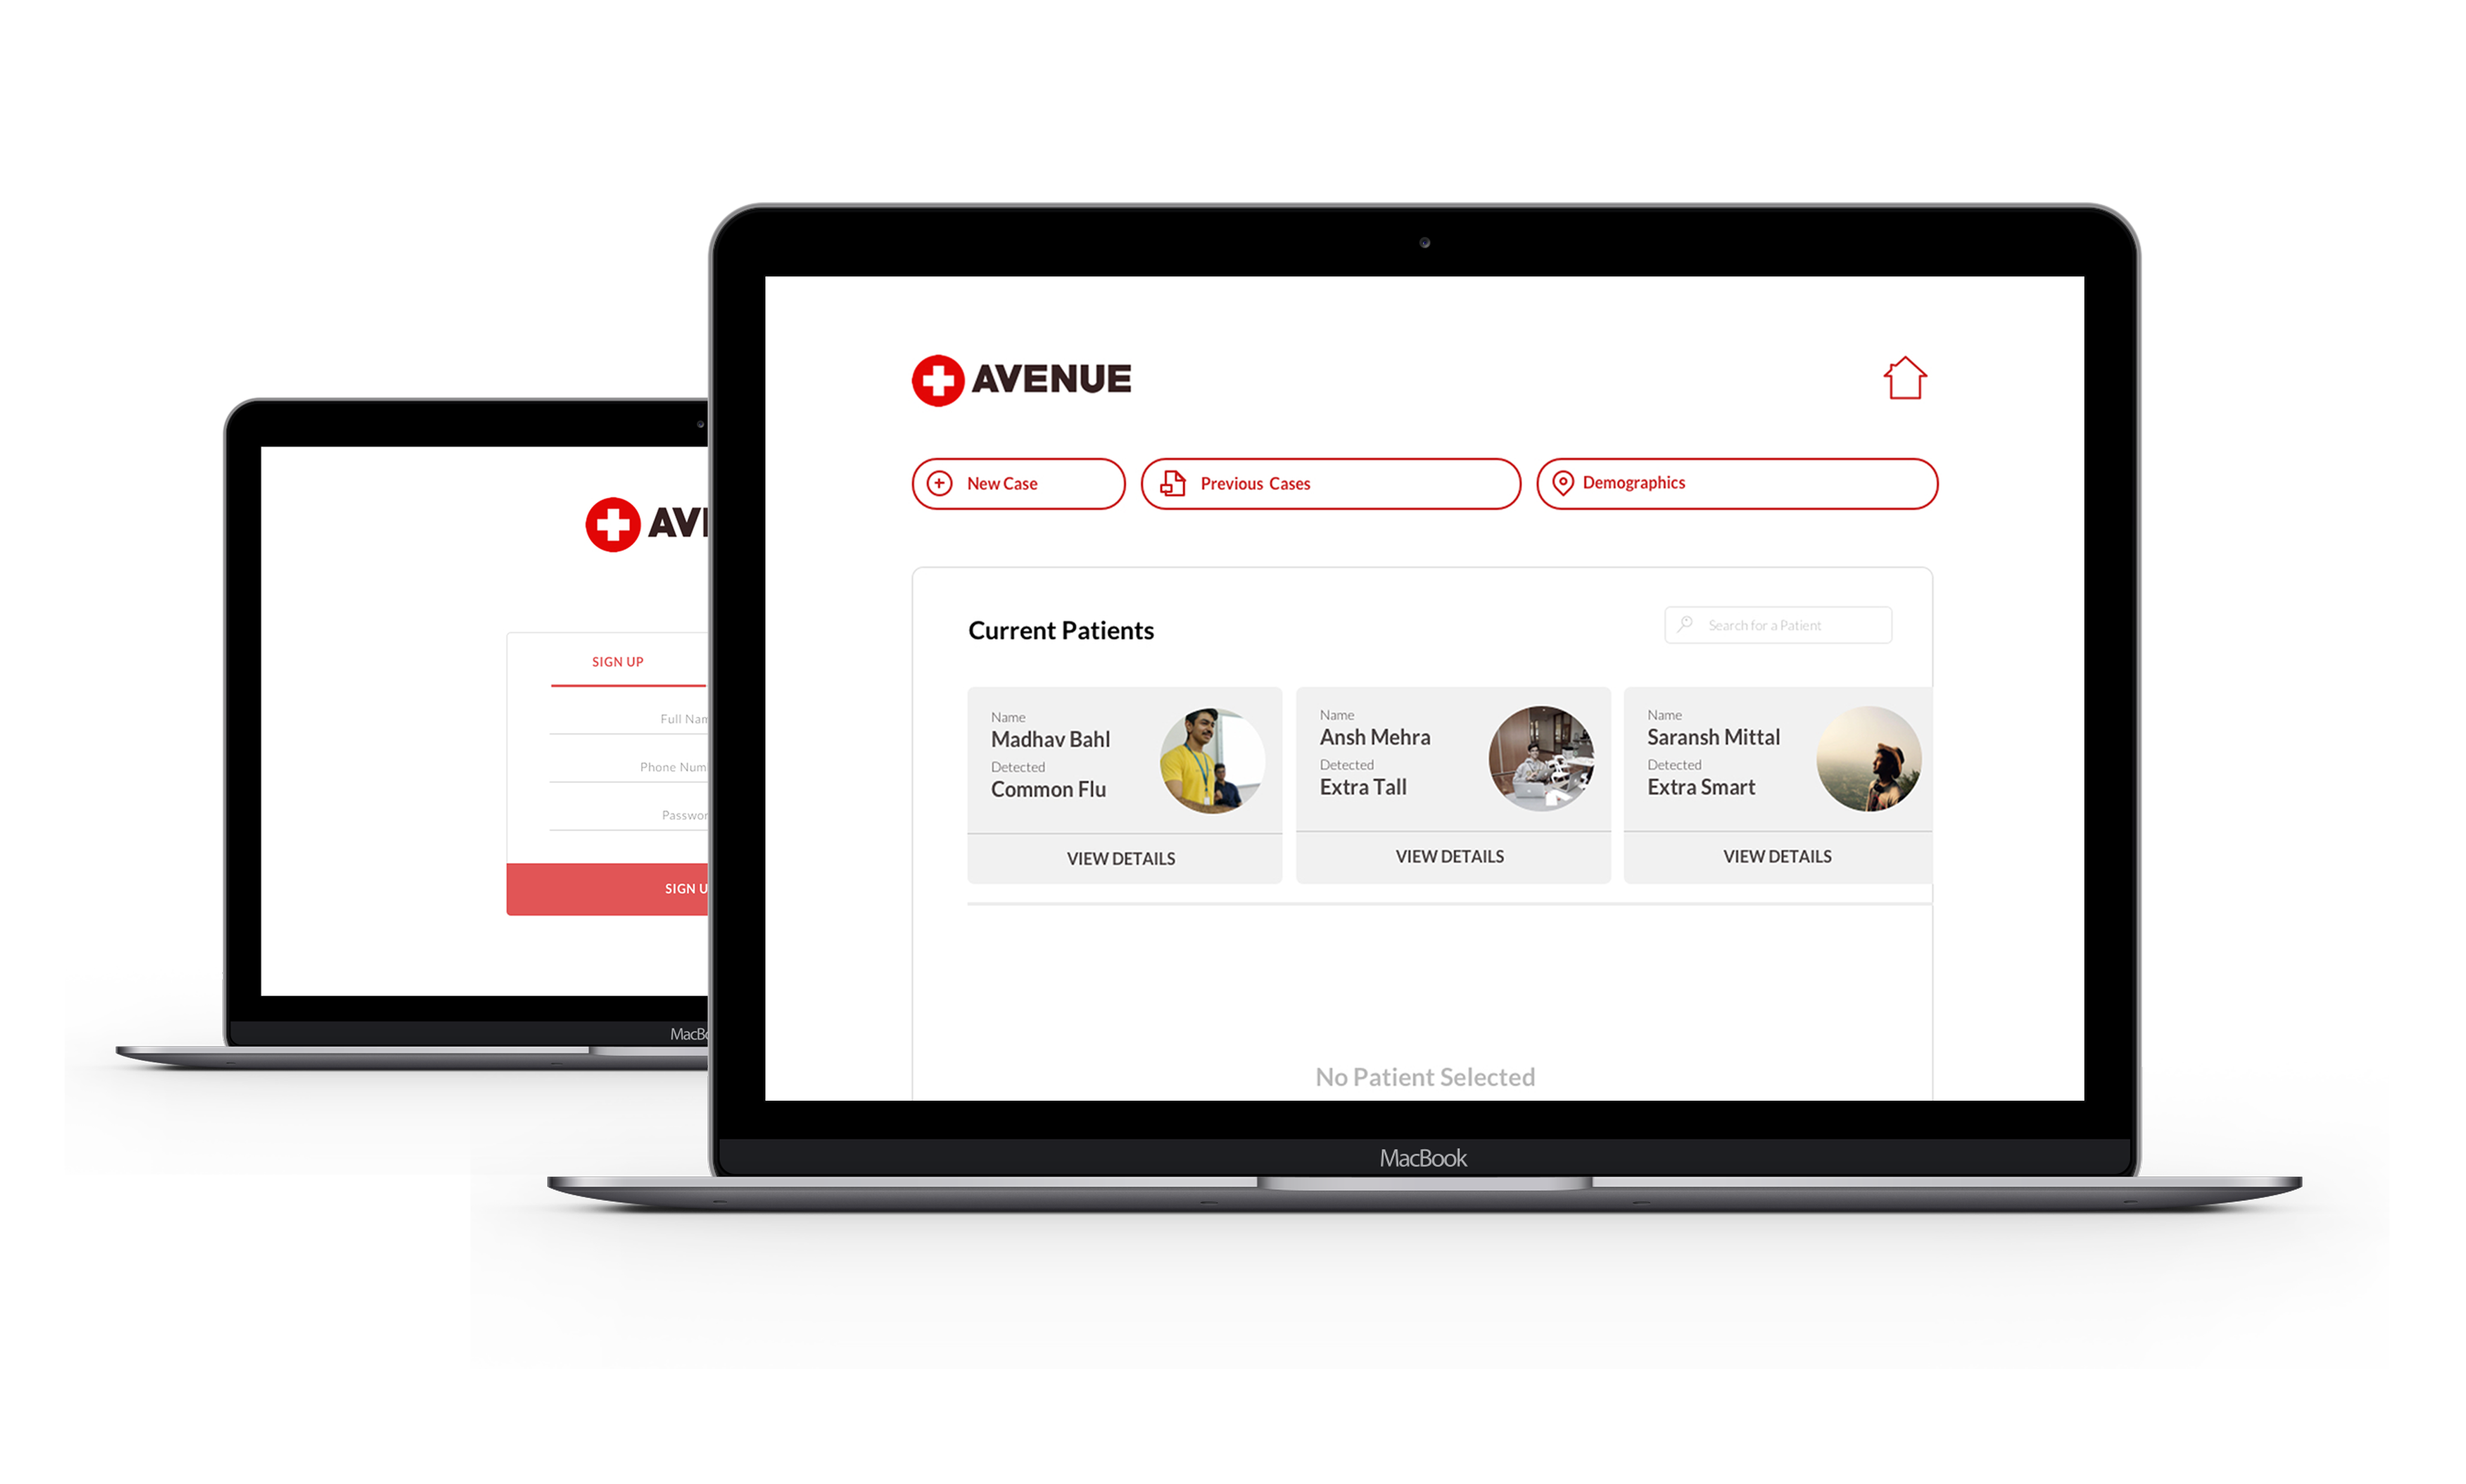 AVENUE
New Case
Previous Cases
Demographics
Current Patients
Search for a Patient
Name
Madhav Bahl
Detected
Common Flu
VIEW DETAILS
Name
Ansh Mehra
Detected
Extra Tall
VIEW DETAILS
Name
Saransh Mittal
Detected
Extra Smart
VIEW DETAILS
No Patient Selected
MacBook
AVE
SIGN UP
Full Nam
Phone Num
Passwor
SIGN U
MacBo